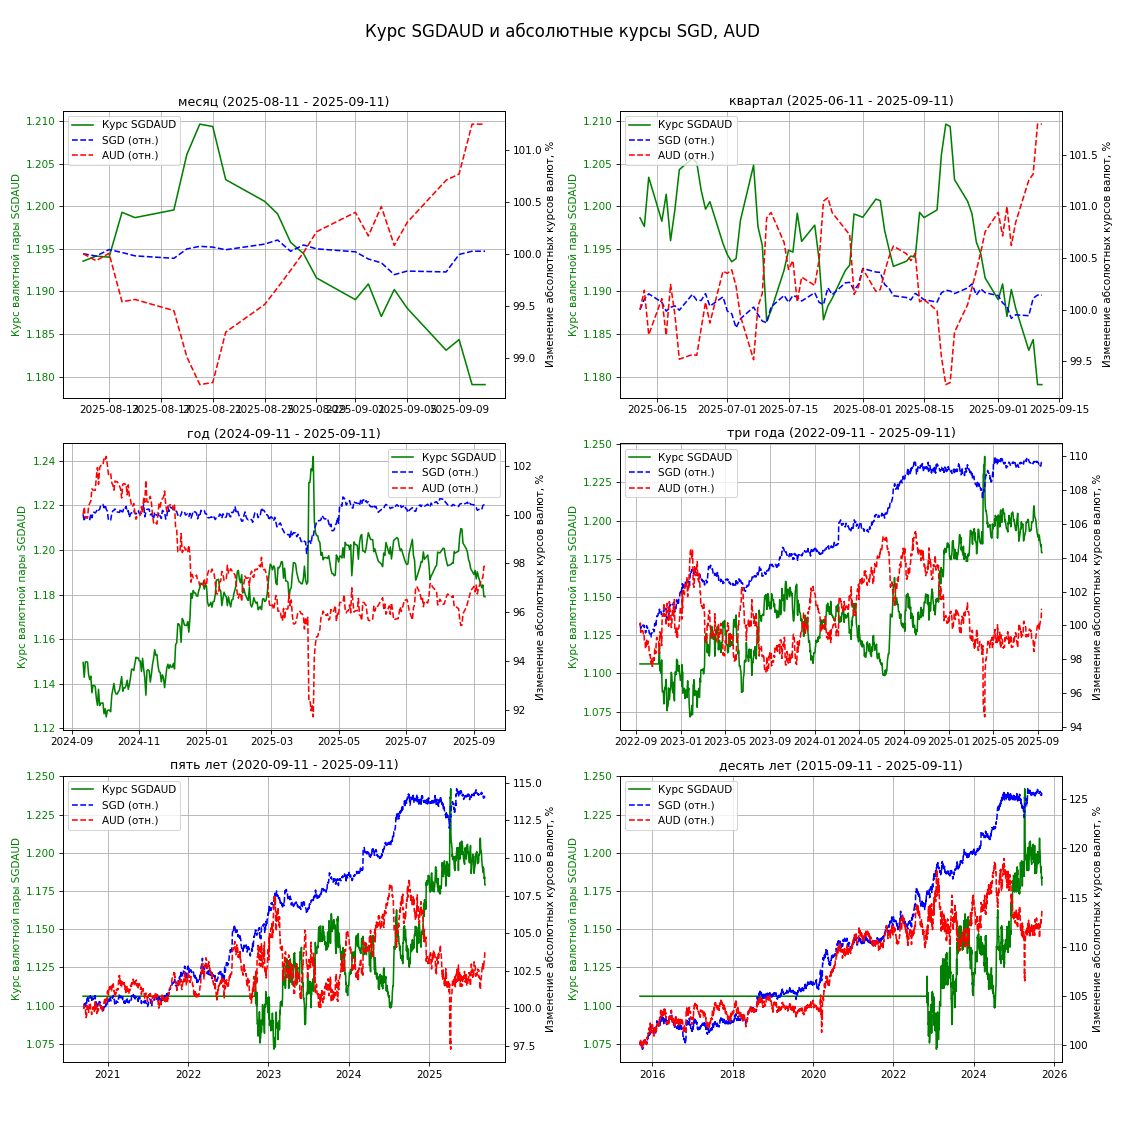 Курс SGDAUD и абсолютные курсы SGD, AUD
месяц (2025-08-11 - 2025-09-11)
Курс SGDAUD
SGD (отн.)
AUD (отн.)
Курс валютной пары SGDAUD
1.210
1.205
1.200
1.195
1.190
1.185
1.180
101.0
100.5
100.0
99.5
99.0
Изменение абсолютных курсов валют, %
2025-08-13 2025-08-17 2025-08-21 2025-08-25 2025-08-29 2025-09-01 2025-09-05 2025-09-09
квартал (2025-06-11 - 2025-09-11)
Курс SGDAUD
SGD (отн.)
AUD (отн.)
Курс валютной пары SGDAUD
1.210
1.205
1.200
1.195
1.190
1.185
1.180
101.5
101.0
100.5
100.0
99.5
Изменение абсолютных курсов валют, %
2025-06-15 2025-07-01 2025-07-15 2025-08-01 2025-08-15 2025-09-01 2025-09-15
год (2024-09-11 - 2025-09-11)
Курс SGDAUD
SGD (отн.)
AUD (отн.)
Курс валютной пары SGDAUD
1.24
1.22
1.20
1.18
1.16
1.14
1.12
102
100
98
96
94
92
Изменение абсолютных курсов валют, %
2024-09 2024-11 2025-01 2025-03 2025-05 2025-07 2025-09
три года (2022-09-11 - 2025-09-11)
Курс SGDAUD
SGD (отн.)
AUD (отн.)
Курс валютной пары SGDAUD
1.250
1.225
1.200
1.175
1.150
1.125
1.100
1.075
110
108
106
104
102
100
98
96
94
Изменение абсолютных курсов валют, %
2022-09 2023-01 2023-05 2023-09 2024-01 2024-05 2024-09 2025-01 2025-05 2025-09
пять лет (2020-09-11 - 2025-09-11)
Курс SGDAUD
SGD (отн.)
AUD (отн.)
Курс валютной пары SGDAUD
1.250
1.225
1.200
1.175
1.150
1.125
1.100
1.075
115.0
112.5
110.0
107.5
105.0
102.5
100.0
97.5
Изменение абсолютных курсов валют, %
2021 2022 2023 2024 2025
десять лет (2015-09-11 - 2025-09-11)
Курс SGDAUD
SGD (отн.)
AUD (отн.)
Курс валютной пары SGDAUD
1.250
1.225
1.200
1.175
1.150
1.125
1.100
1.075
125
120
115
110
105
100
Изменение абсолютных курсов валют, %
2016 2018 2020 2022 2024 2026